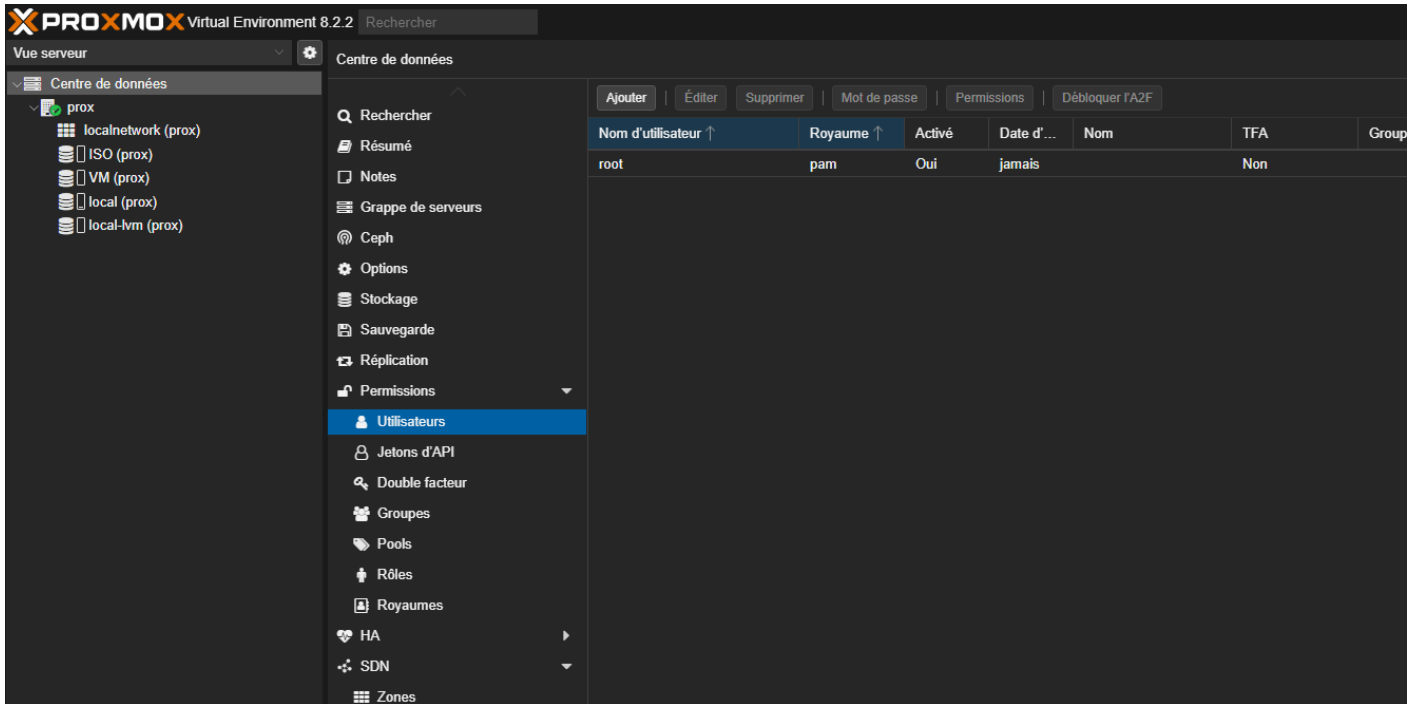 PROXMOX Virtual Environment 8.2.2 Rechercher
Vue serveur
Centre de données
prox
localnetwork (prox)
ISO (prox)
VM (prox)
local (prox)
local-lvm (prox)
Centre de données
Rechercher
Résumé
Notes
Grappe de serveurs
Ceph
Options
Stockage
Sauvegarde
Réplication
Permissions
Utilisateurs
Jetons d'API
Double facteur
Groupes
Pools
Rôles
Royaumes
HA
SDN
Zones
Ajouter | Éditer Supprimer | Mot de passe | Permissions | Débloquer l'A2F
Nom d'utilisateur ↑ Royaume ↑ Activé Date d'... Nom TFA Group
root pam Oui jamais Non